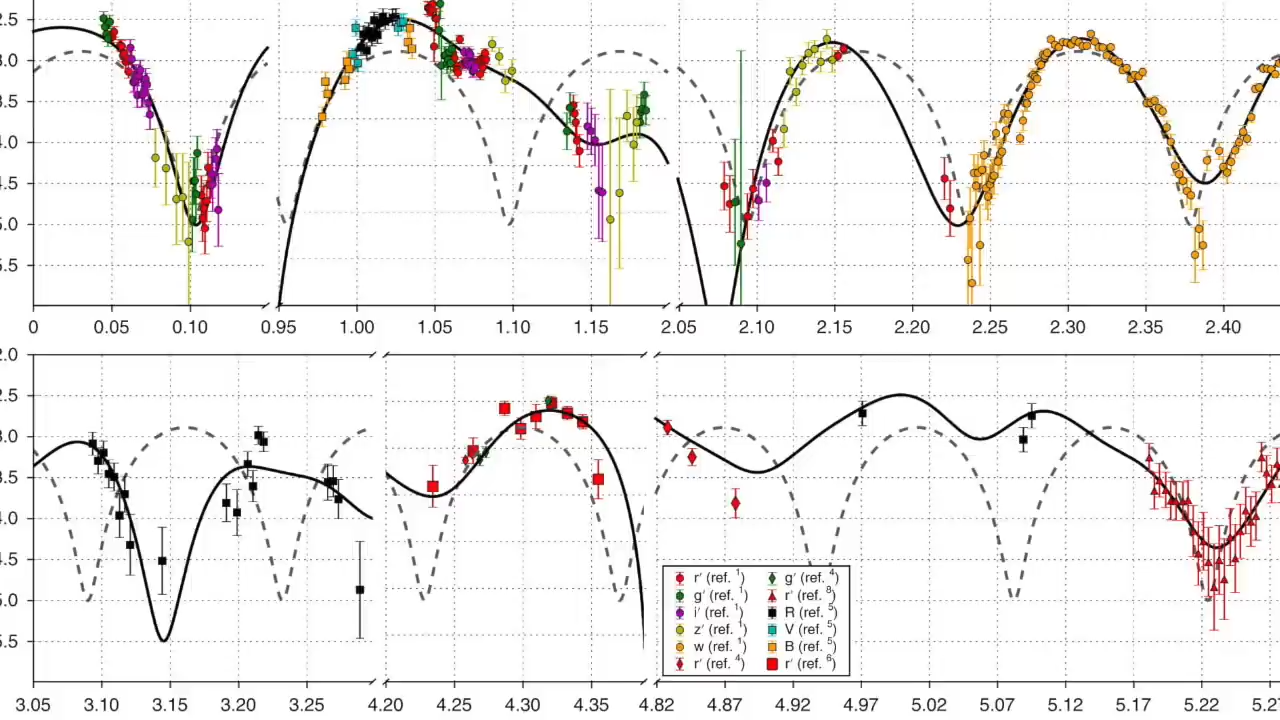 2.5
3.0
3.5
4.0
4.5
5.0
5.5
0 0.05 0.10 0.95 1.00 1.05 1.10 1.15 2.05 2.10 2.15 2.20 2.25 2.30 2.35 2.40
2.0
2.5
3.0
3.5
4.0
4.5
5.0
5.5
r′ (ref. 1) g′ (ref. 4)
g′ (ref. 1) r′ (ref. 8)
i′ (ref. 1) R (ref. 5)
z′ (ref. 1) V (ref. 5)
w (ref. 1) B (ref. 5)
r′ (ref. 4) r′ (ref. 6)
3.05 3.10 3.15 3.20 3.25 4.20 4.30 4.35 4.82 4.87 4.92 4.97 5.02 5.07 5.12 5.17 5.22